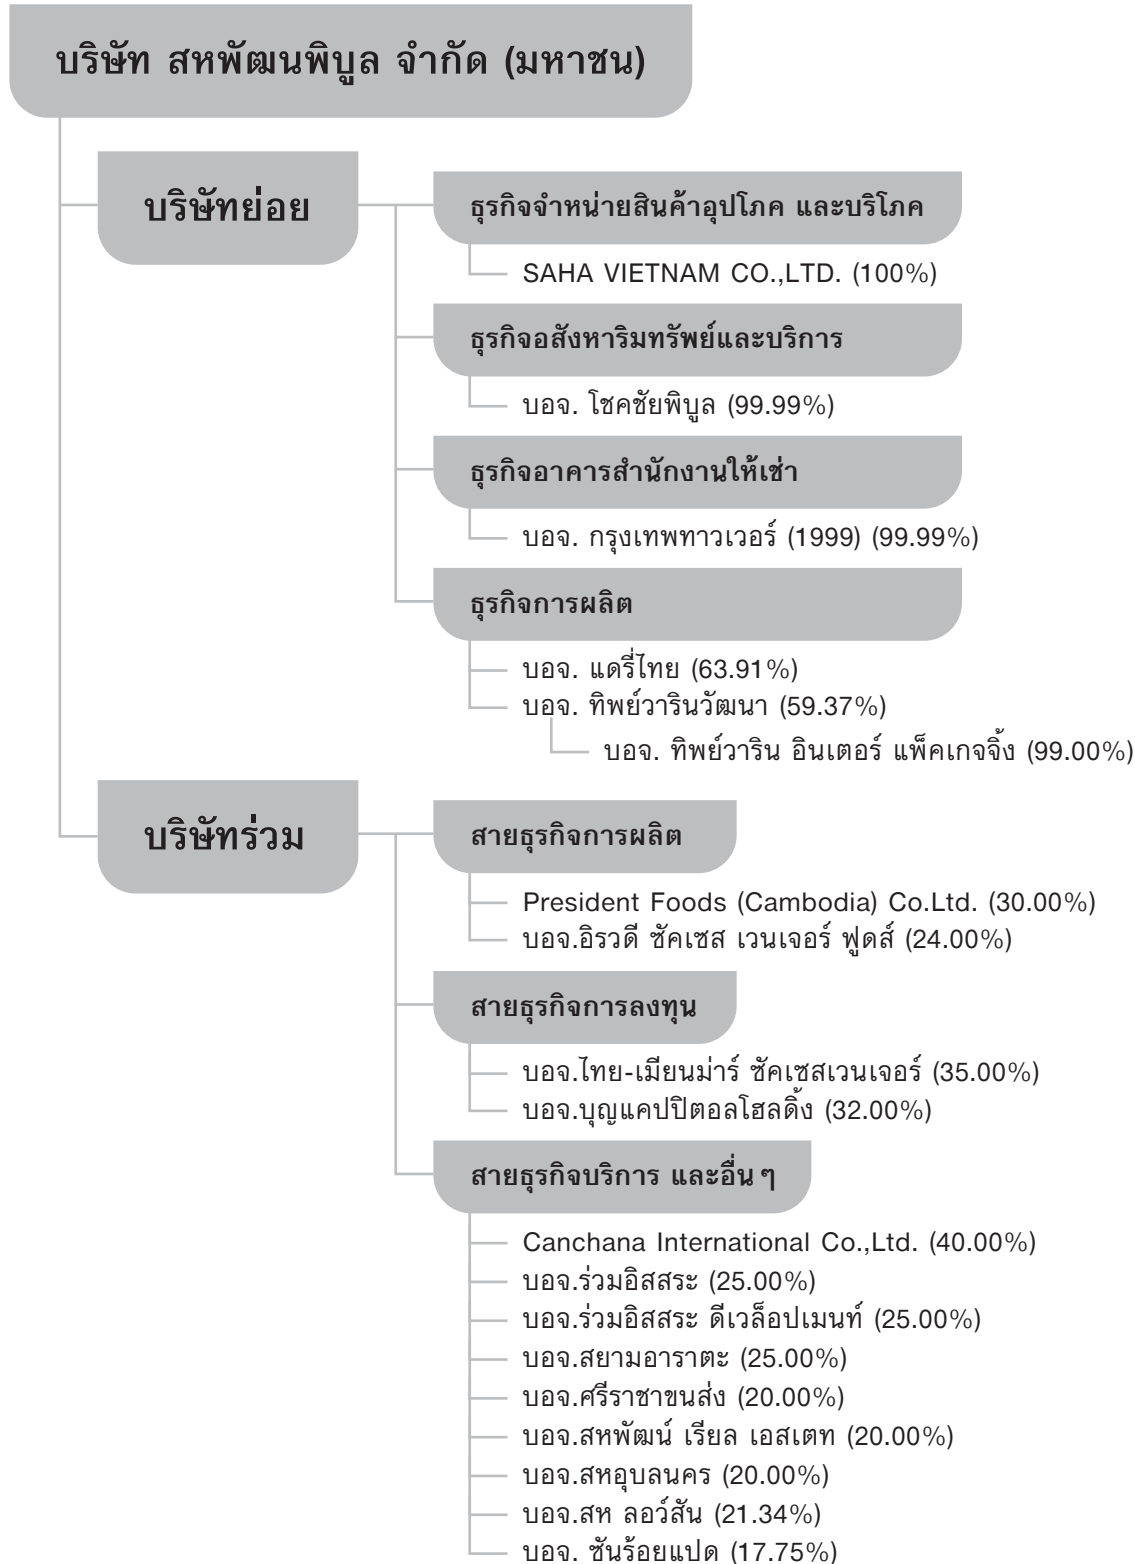 บริษัท สหพัฒนพิบูล จำกัด (มหาชน)
บริษัทย่อย
ธุรกิจจำหน่ายสินค้าอุปโภค และบริโภค
SAHA VIETNAM CO.,LTD. (100%)
ธุรกิจอสังหาริมทรัพย์และบริการ
บอจ. โชคชัยพิบูล (99.99%)
ธุรกิจอาคารสำนักงานให้เช่า
บอจ. กรุงเทพทาวเวอร์ (1999) (99.99%)
ธุรกิจการผลิต
บอจ. แดรี่ไทย (63.91%)
บอจ. ทิพย์วารินวัฒนา (59.37%)
บอจ. ทิพย์วาริน อินเตอร์ แพ็คเกจจิ้ง (99.00%)
บริษัทร่วม
สายธุรกิจการผลิต
President Foods (Cambodia) Co.Ltd. (30.00%)
บอจ.อิรวดี ซัคเซส เวนเจอร์ ฟูดส์ (24.00%)
สายธุรกิจการลงทุน
บอจ.ไทย-เมียนม่าร์ ซัคเซสเวนเจอร์ (35.00%)
บอจ.บุญแคปปิตอลโฮลดิ้ง (32.00%)
สายธุรกิจบริการ และอื่น ๆ
Canchana International Co.,Ltd. (40.00%)
บอจ.ร่วมอิสสระ (25.00%)
บอจ.ร่วมอิสสระ ดีเวล็อปเมนท์ (25.00%)
บอจ.สยามอาราตะ (25.00%)
บอจ.ศรีราชาขนส่ง (20.00%)
บอจ.สหพัฒน์ เรียล เอสเตท (20.00%)
บอจ.สหอุบลนคร (20.00%)
บอจ.สห ลอว์สัน (21.34%)
บอจ. ซันร้อยแปด (17.75%)